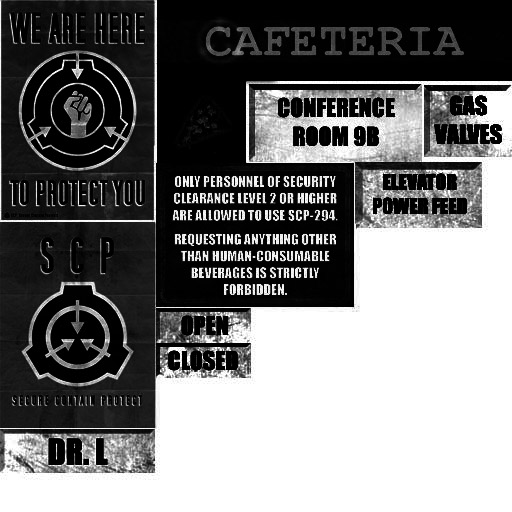 WE ARE HERE
TO PROTECT YOU
SCP
SECURE CONTAIN PROTECT
DR. L
CAFETERIA
CONFERENCE
ROOM 9B
GAS
VALVES
ONLY PERSONNEL OF SECURITY
CLEARANCE LEVEL 2 OR HIGHER
ARE ALLOWED TO USE SCP-294.
REQUESTING ANYTHING OTHER
THAN HUMAN-CONSUMABLE
BEVERAGES IS STRICTLY
FORBIDDEN.
ELEVATOR
POWER FEED
OPEN
CLOSED